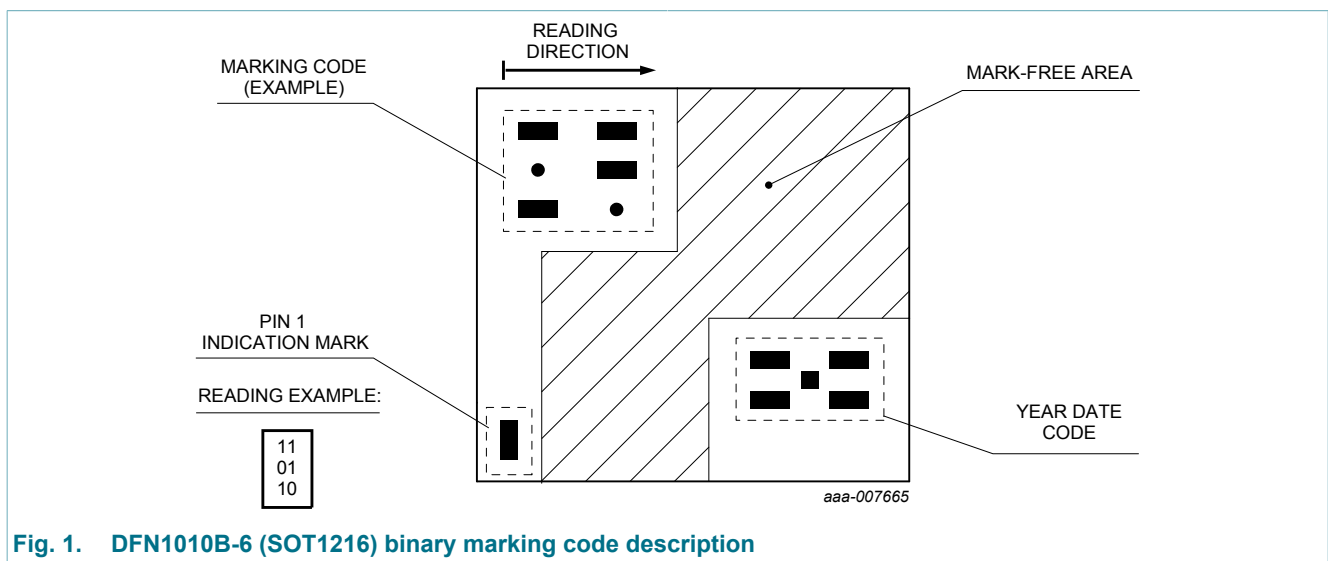 READING
DIRECTION
MARKING CODE
(EXAMPLE)
MARK-FREE AREA
PIN 1
INDICATION MARK
READING EXAMPLE:
11
01
10
YEAR DATE
CODE
aaa-007665
Fig. 1. DFN1010B-6 (SOT1216) binary marking code description